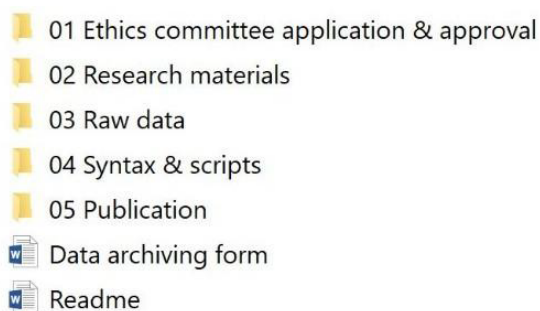 01 Ethics committee application & approval
02 Research materials
03 Raw data
04 Syntax & scripts
05 Publication
Data archiving form
Readme